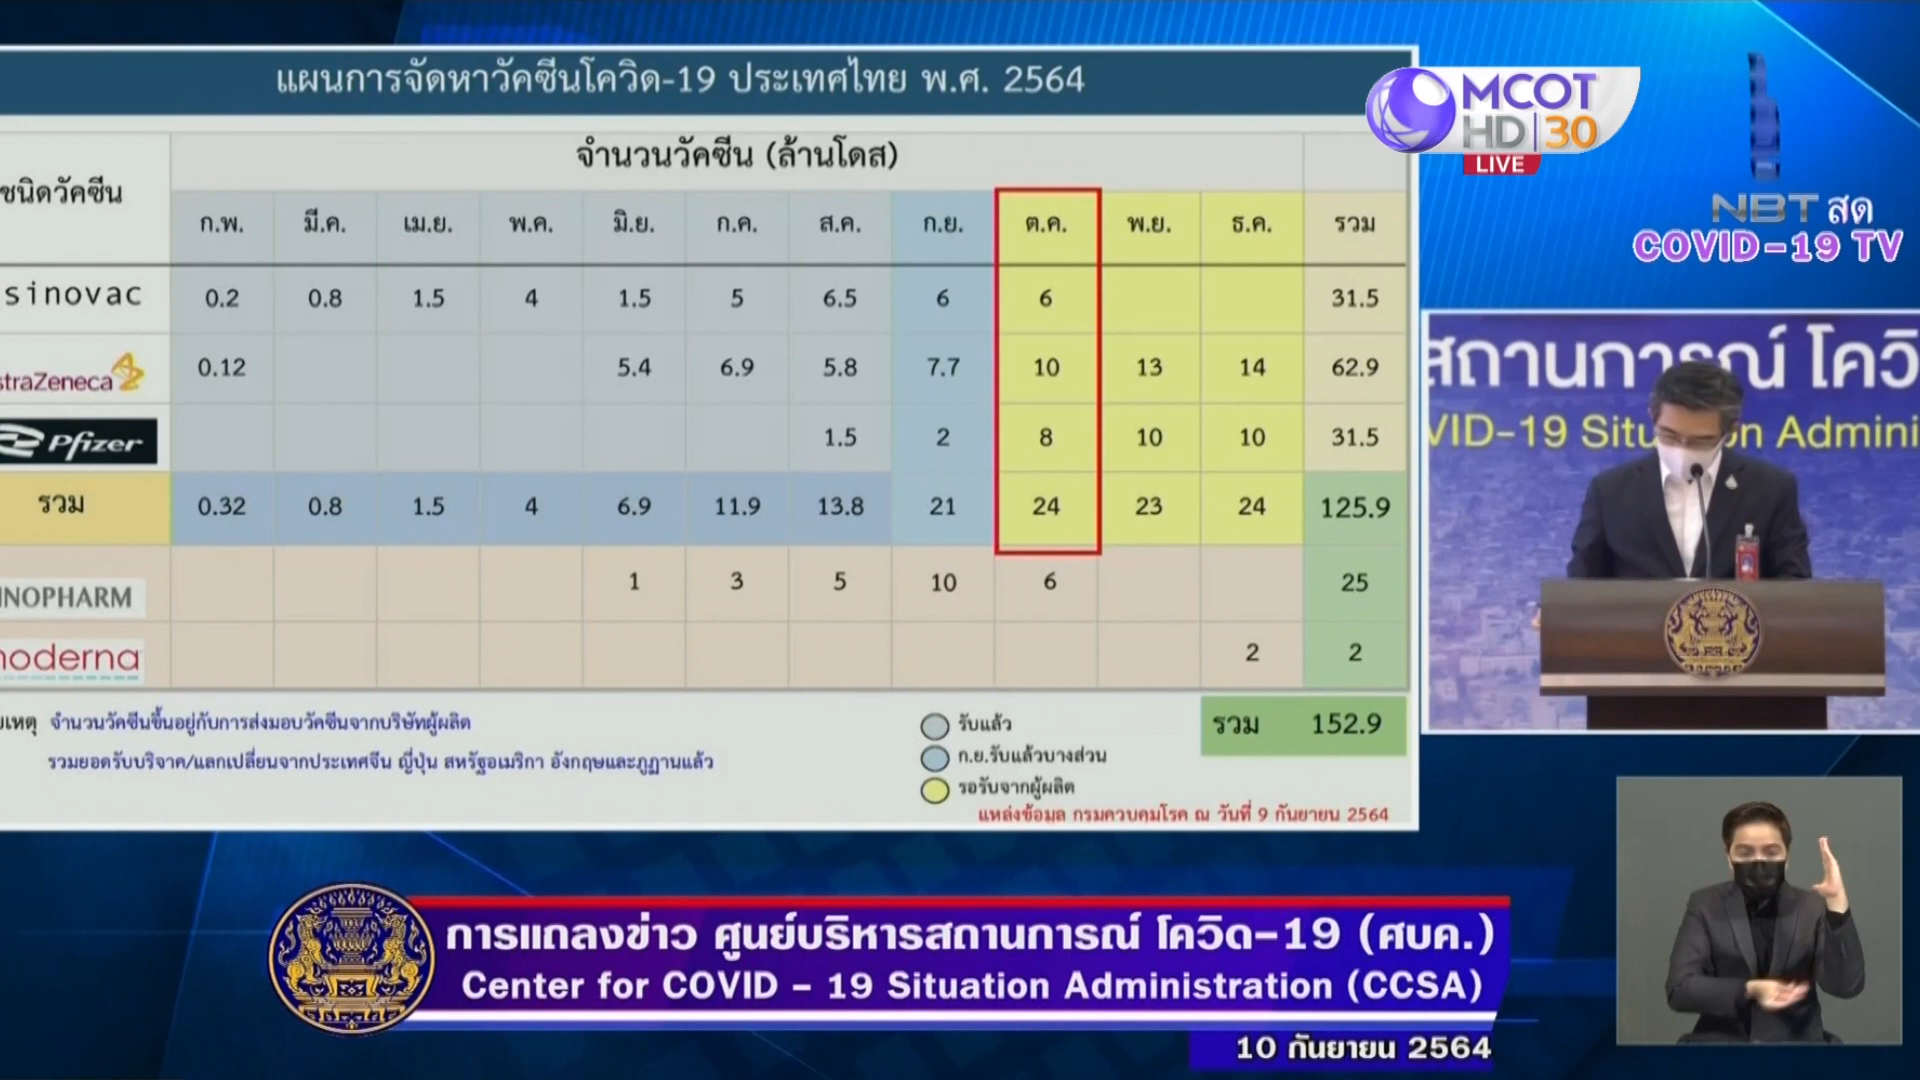 แผนการจัดหาวัคซีนโควิด-19 ประเทศไทย พ.ศ. 2564
MCOT
HD 30
LIVE
NBT สด
COVID-19 TV
ชนิดวัคซีน จำนวนวัคซีน (ล้านโดส)
ก.พ. มี.ค. เม.ย. พ.ค. มิ.ย. ก.ค. ส.ค. ก.ย. ต.ค. พ.ย. ธ.ค. รวม
sinovac 0.2 0.8 1.5 4 1.5 5 6.5 6 6 31.5
straZeneca 0.12 5.4 6.9 5.8 7.7 10 13 14 62.9
Pfizer 1.5 2 8 10 10 31.5
รวม 0.32 0.8 1.5 4 6.9 11.9 13.8 21 24 23 24 125.9
INOPHARM 1 3 5 10 6 25
moderna 2 2
ยเหตุ จำนวนวัคซีนขึ้นอยู่กับการส่งมอบวัคซีนจากบริษัทผู้ผลิต
รวมยอดรับบริจาค/แลกเปลี่ยนจากประเทศจีน ญี่ปุ่น สหรัฐอเมริกา อังกฤษและภูฏานแล้ว
รับแล้ว
ก.ย.รับแล้วบางส่วน
รอรับจากผู้ผลิต
รวม 152.9
แหล่งข้อมูล กรมควบคุมโรค ณ วันที่ 9 กันยายน 2564
สถานการณ์ โควิ
VID-19 Situ n Admini
การแถลงข่าว ศูนย์บริหารสถานการณ์ โควิด-19 (ศบค.)
Center for COVID - 19 Situation Administration (CCSA)
10 กันยายน 2564